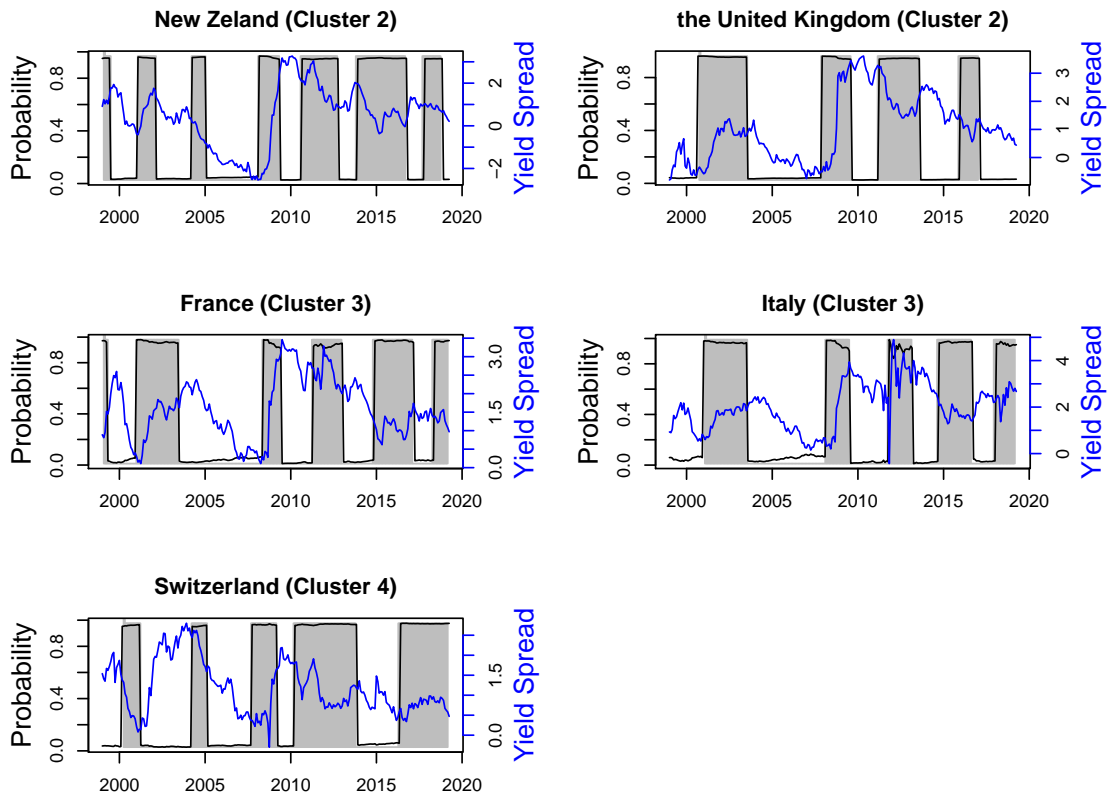 New Zeland (Cluster 2)
Probability
0.0 0.4 0.8
2000 2005 2010 2015 2020
−2 0 2
Yield Spread
the United Kingdom (Cluster 2)
Probability
0.0 0.4 0.8
2000 2005 2010 2015 2020
0 1 2 3
Yield Spread
France (Cluster 3)
Probability
0.0 0.4 0.8
2000 2005 2010 2015 2020
0.0 1.5 3.0
Yield Spread
Italy (Cluster 3)
Probability
0.0 0.4 0.8
2000 2005 2010 2015 2020
0 2 4
Yield Spread
Switzerland (Cluster 4)
Probability
0.0 0.4 0.8
2000 2005 2010 2015 2020
0.0 1.5
Yield Spread